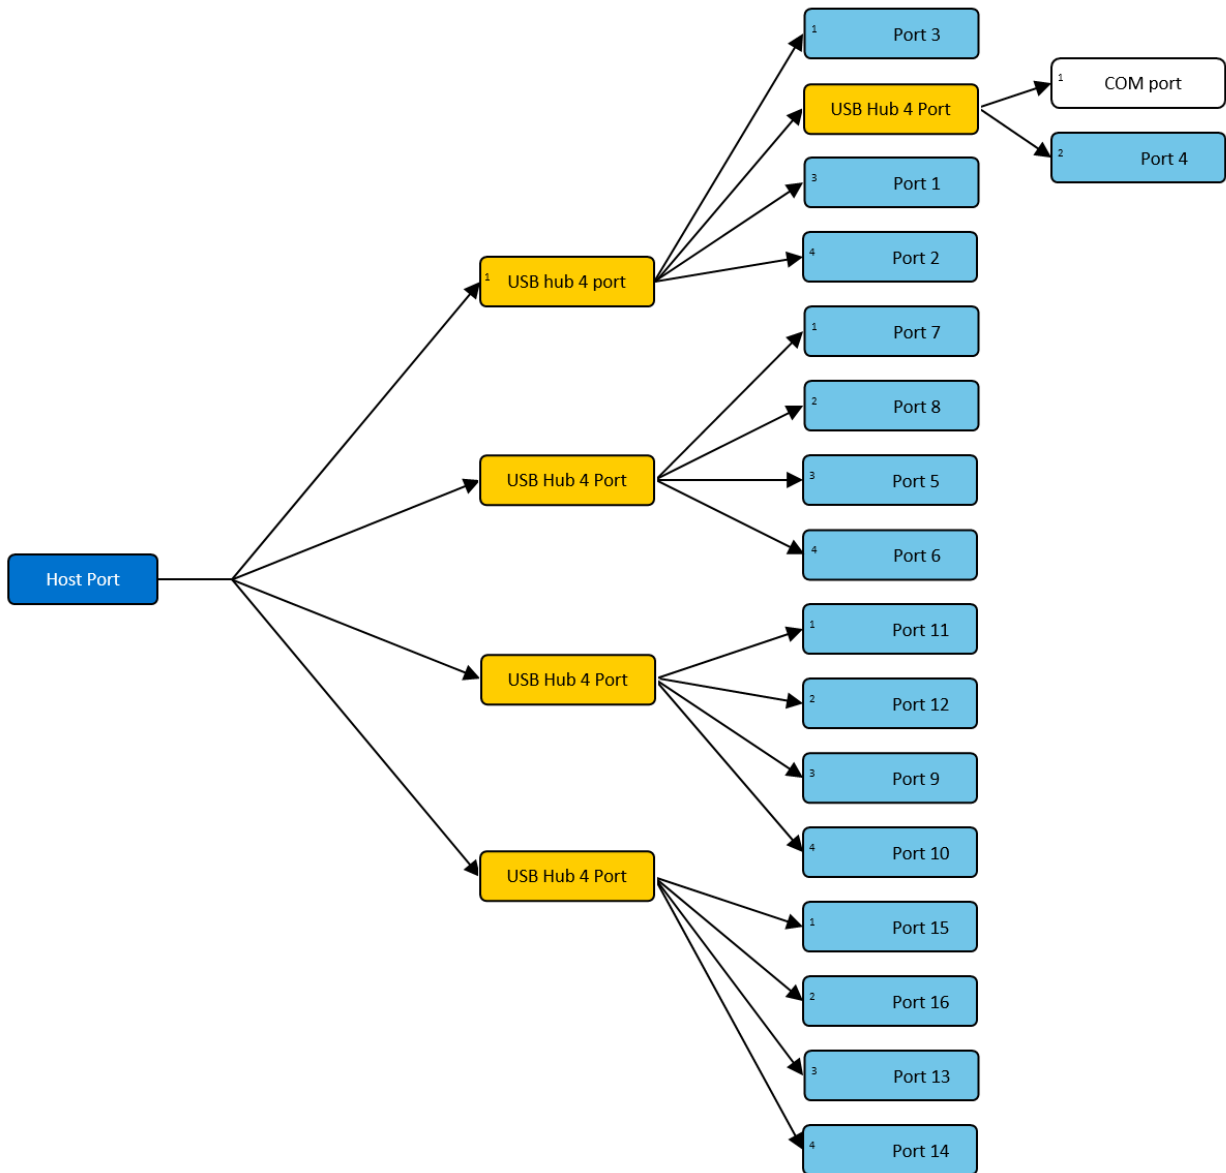 1 Port 3
USB Hub 4 Port
1 COM port
2 Port 4
3 Port 1
4 Port 2
1 USB hub 4 port
1 Port 7
2 Port 8
3 Port 5
4 Port 6
USB Hub 4 Port
Host Port
1 Port 11
2 Port 12
3 Port 9
4 Port 10
USB Hub 4 Port
1 Port 15
2 Port 16
3 Port 13
4 Port 14
USB Hub 4 Port